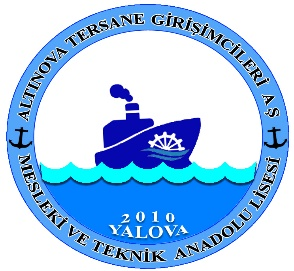 ALTINOVA TERSANE GİRİŞİMCİLERİ A Ş
MESLEKİ VE TEKNİK ANADOLU LİSESİ
2010
YALOVA